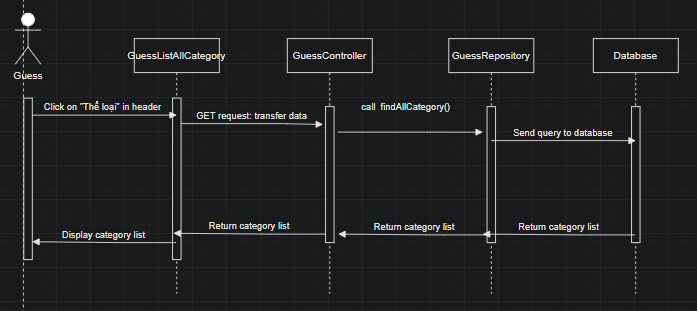 GuessListAllCategory
GuessController
GuessRepository
Database
Guess
Click on "Thể loại" in header
GET request: transfer data
call findAllCategory()
Send query to database
Display category list
Return category list
Return category list
Return category list